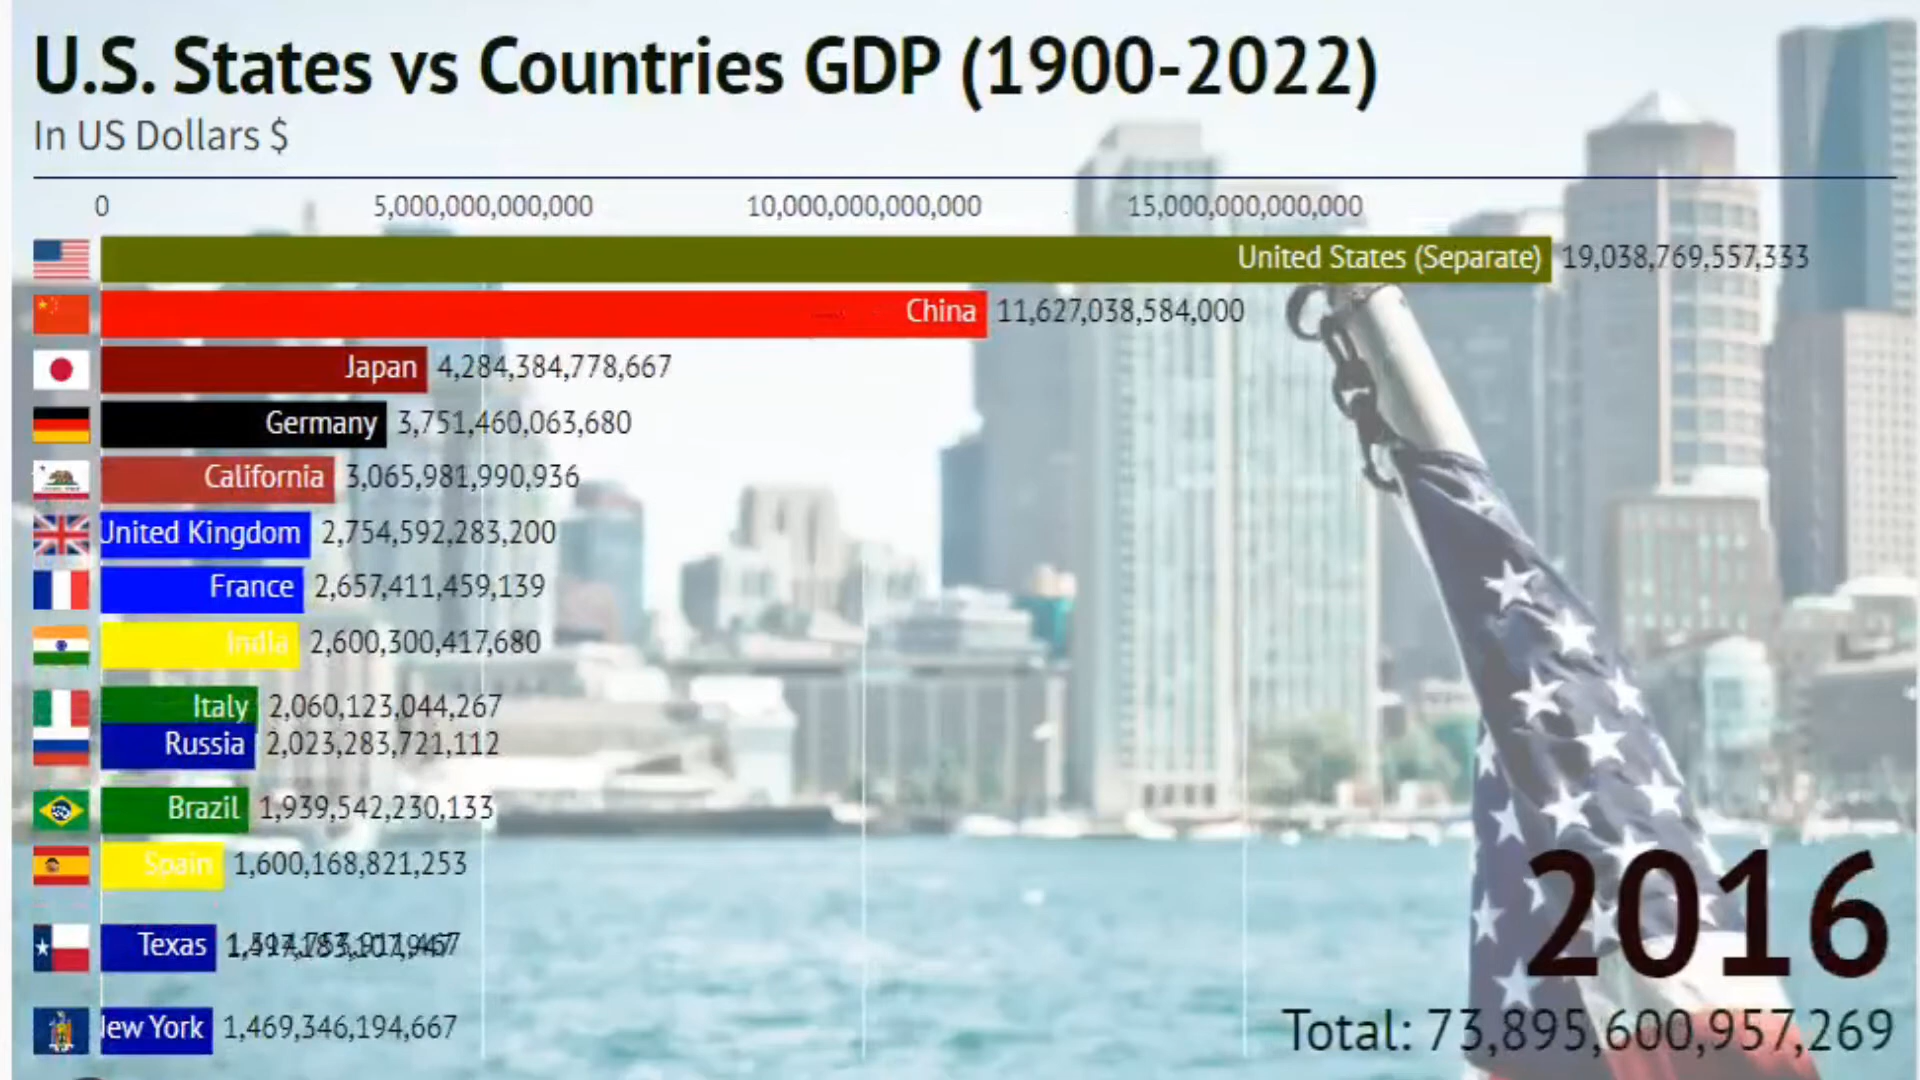 U.S. States vs Countries GDP (1900-2022)
In US Dollars $
0 5,000,000,000,000 10,000,000,000,000 15,000,000,000,000
United States (Separate) 19,038,769,557,333
China 11,627,038,584,000
Japan 4,284,384,778,667
Germany 3,751,460,063,680
California 3,065,981,990,936
United Kingdom 2,754,592,283,200
France 2,657,411,459,139
India 2,600,300,417,680
Italy 2,060,123,044,267
Russia 2,023,283,721,112
Brazil 1,939,542,230,133
Spain 1,600,168,821,253
Texas
New York 1,469,346,194,667
2016
Total: 73,895,600,957,269